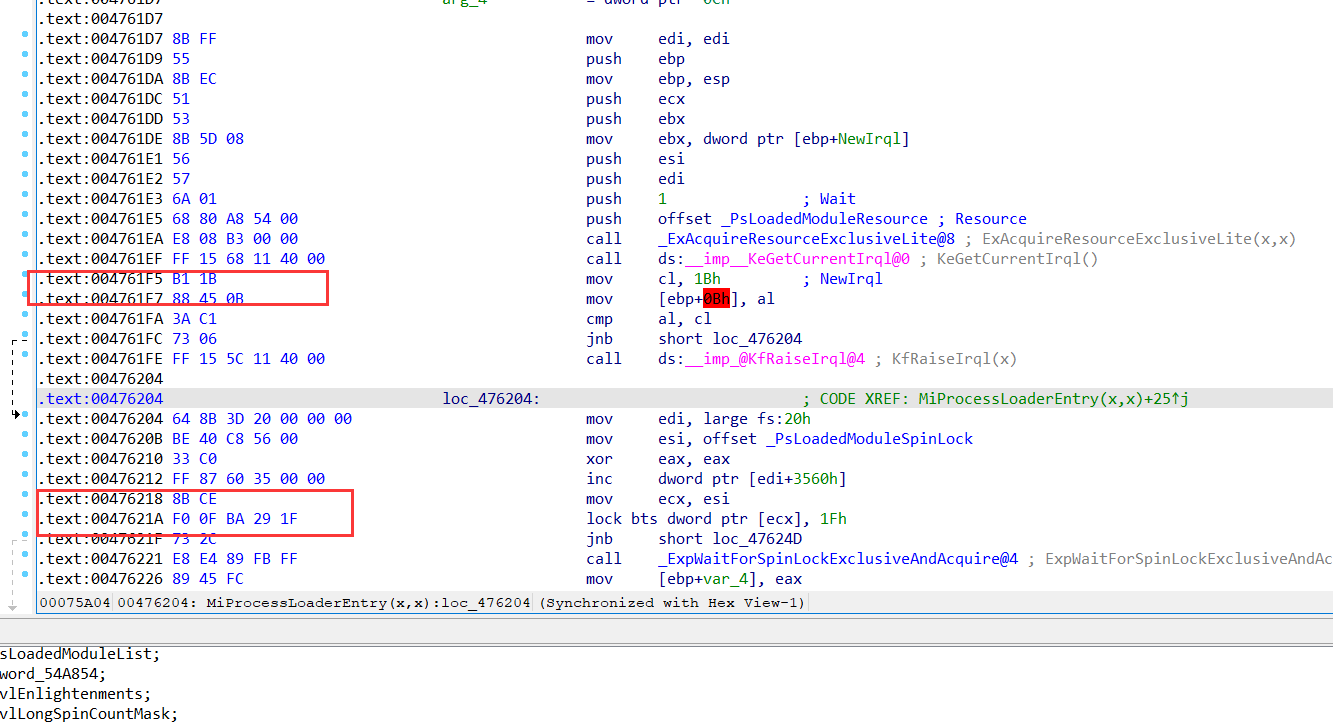 .text:004761D7 arg_4 = dword ptr 0Ch
.text:004761D7
.text:004761D7 8B FF mov edi, edi
.text:004761D9 55 push ebp
.text:004761DA 8B EC mov ebp, esp
.text:004761DC 51 push ecx
.text:004761DD 53 push ebx
.text:004761DE 8B 5D 08 mov ebx, dword ptr [ebp+NewIrql]
.text:004761E1 56 push esi
.text:004761E2 57 push edi
.text:004761E3 6A 01 push 1 ; Wait
.text:004761E5 68 80 A8 54 00 push offset _PsLoadedModuleResource ; Resource
.text:004761EA E8 08 B3 00 00 call _ExAcquireResourceExclusiveLite@8 ; ExAcquireResourceExclusiveLite(x,x)
.text:004761EF FF 15 68 11 40 00 call ds:__imp__KeGetCurrentIrql@0 ; KeGetCurrentIrql()
.text:004761F5 B1 1B mov cl, 1Bh ; NewIrql
.text:004761F7 88 45 0B mov [ebp+0Bh], al
.text:004761FA 3A C1 cmp al, cl
.text:004761FC 73 06 jnb short loc_476204
.text:004761FE FF 15 5C 11 40 00 call ds:__imp_@KfRaiseIrql@4 ; KfRaiseIrql(x)
.text:00476204
.text:00476204 loc_476204: ; CODE XREF: MiProcessLoaderEntry(x,x)+25↑j
.text:00476204 64 8B 3D 20 00 00 00 mov edi, large fs:20h
.text:0047620B BE 40 C8 56 00 mov esi, offset _PsLoadedModuleSpinLock
.text:00476210 33 C0 xor eax, eax
.text:00476212 FF 87 60 35 00 00 inc dword ptr [edi+3560h]
.text:00476218 8B CE mov ecx, esi
.text:0047621A F0 0F BA 29 1F lock bts dword ptr [ecx], 1Fh
.text:0047621F 73 2C jnb short loc_47624D
.text:00476221 E8 E4 89 FB FF call _ExpWaitForSpinLockExclusiveAndAcquire@4 ; ExpWaitForSpinLockExclusiveAndAc
.text:00476226 89 45 FC mov [ebp+var_4], eax
00075A04 00476204: MiProcessLoaderEntry(x,x):loc_476204 (Synchronized with Hex View-1)
sLoadedModuleList;
word_54A854;
vlEnlightenments;
vlLongSpinCountMask;